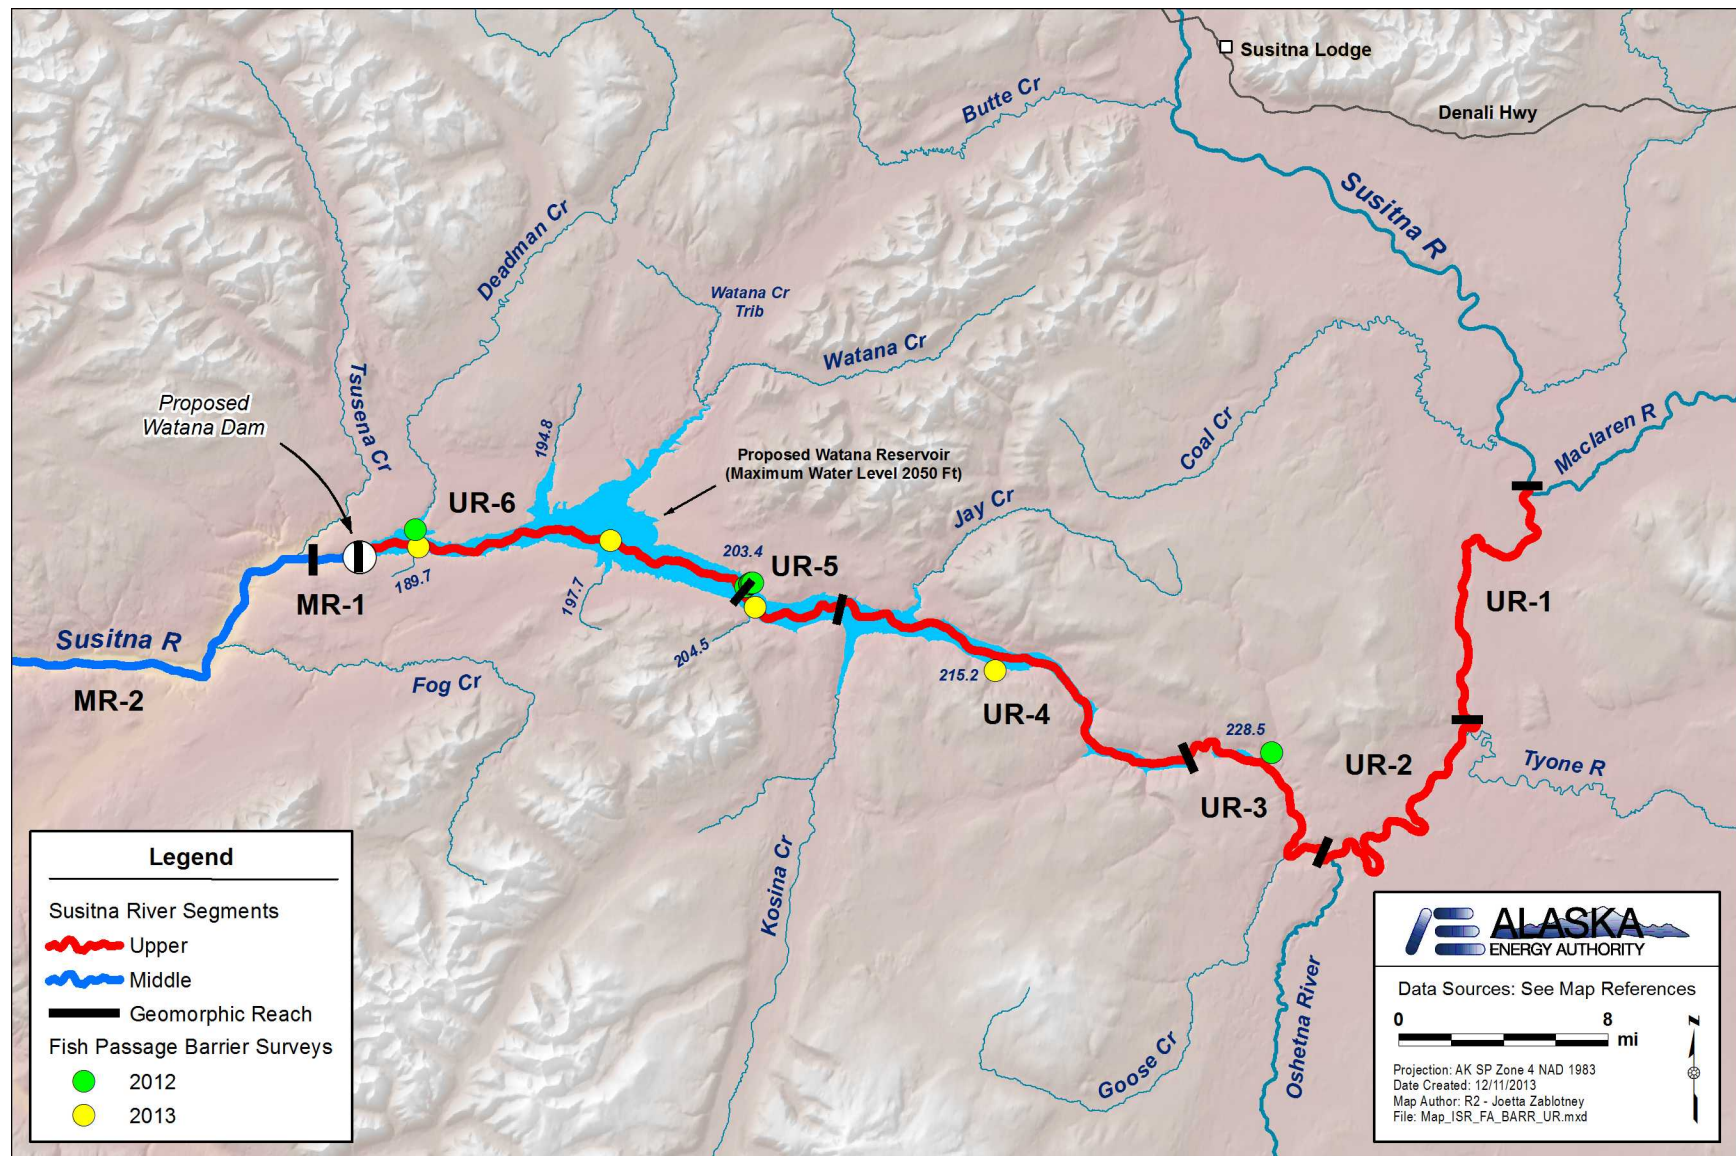 Susitna Lodge
Denali Hwy
Butte Cr
Susitna R
Deadman Cr
Watana Cr
Trib
Watana Cr
Tsusena Cr
Proposed
Watana Dam
194.8
Proposed Watana Reservoir
(Maximum Water Level 2050 Ft)
Coal Cr
Maclaren R
Jay Cr
UR-6
203.4
UR-5
189.7
197.7
MR-1
UR-1
Susitna R
204.5
Fog Cr
MR-2
215.2
UR-4
228.5
UR-2
Tyone R
UR-3
Kosina Cr
Goose Cr
Oshetna River
Legend
Susitna River Segments
Upper
Middle
Geomorphic Reach
Fish Passage Barrier Surveys
2012
2013
ALASKA
ENERGY AUTHORITY
Data Sources: See Map References
0 8
mi
N
Projection: AK SP Zone 4 NAD 1983
Date Created: 12/11/2013
Map Author: R2 - Joetta Zablotney
File: Map_ISR_FA_BARR_UR.mxd